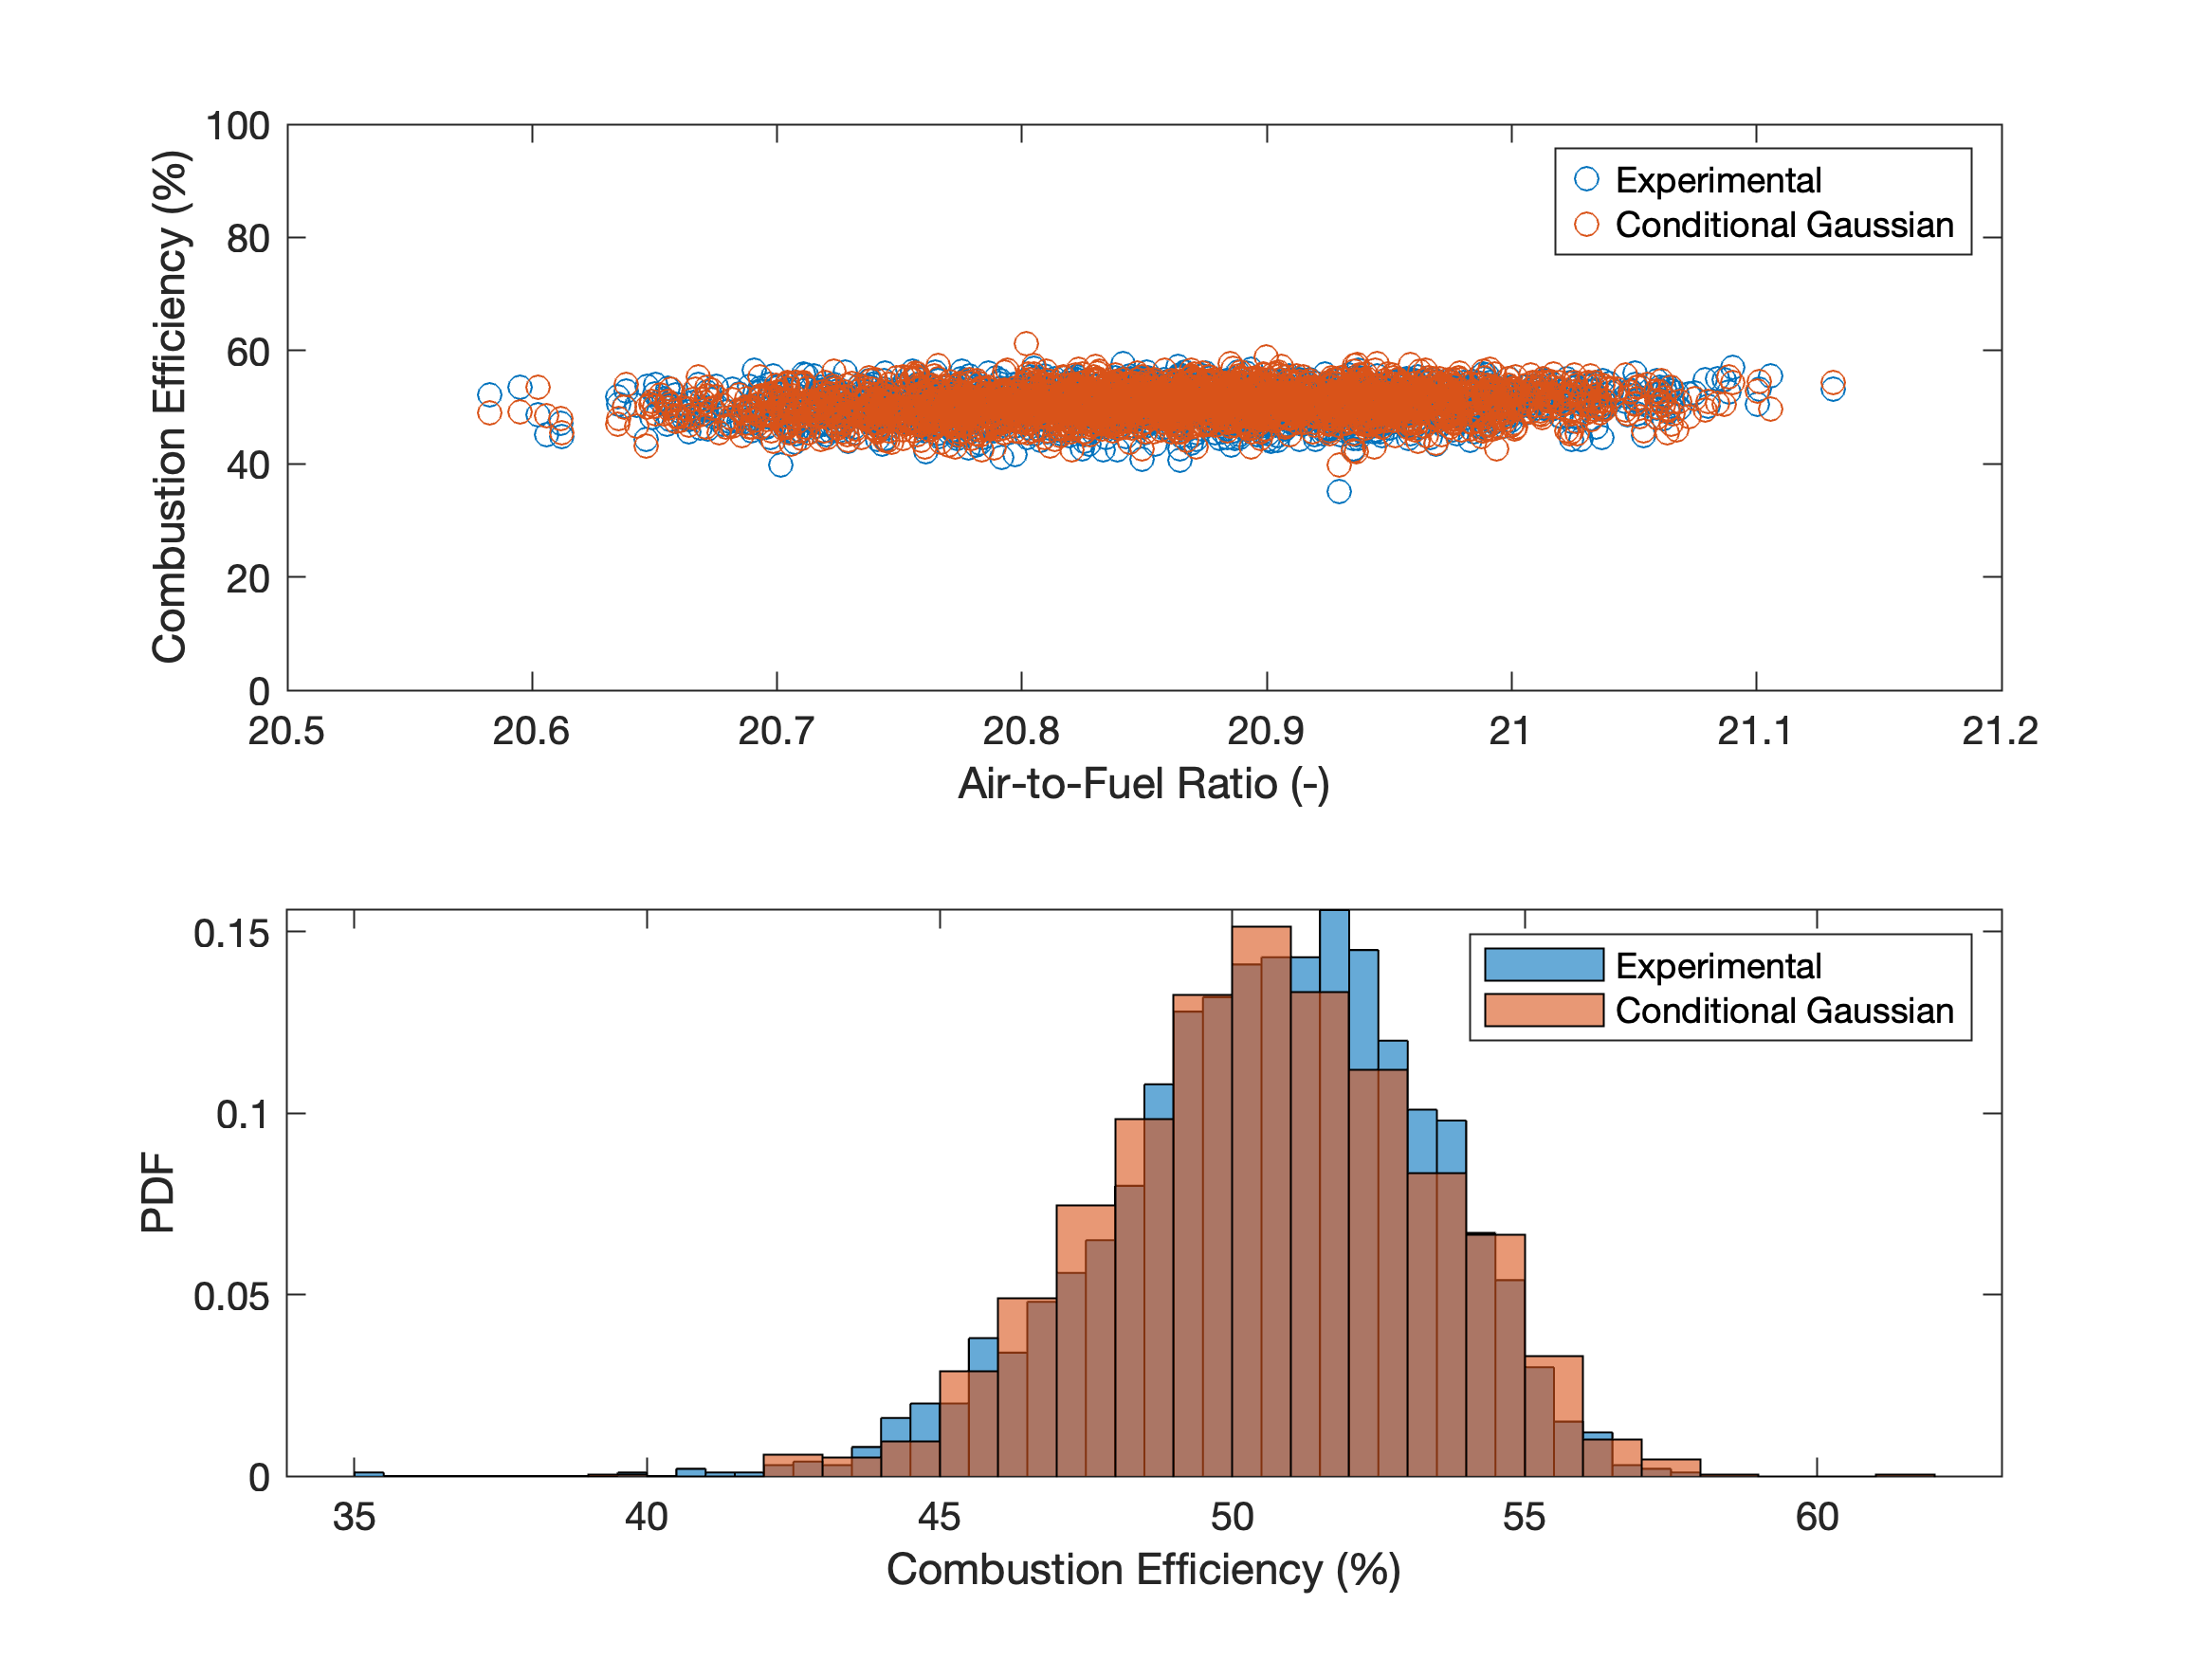 100
80
60
40
20
0
Combustion Efficiency (%)
Experimental
Conditional Gaussian
20.5 20.6 20.7 20.8 20.9 21 21.1 21.2
Air-to-Fuel Ratio (-)
0.15
0.1
0.05
0
PDF
Experimental
Conditional Gaussian
35 40 45 50 55 60
Combustion Efficiency (%)